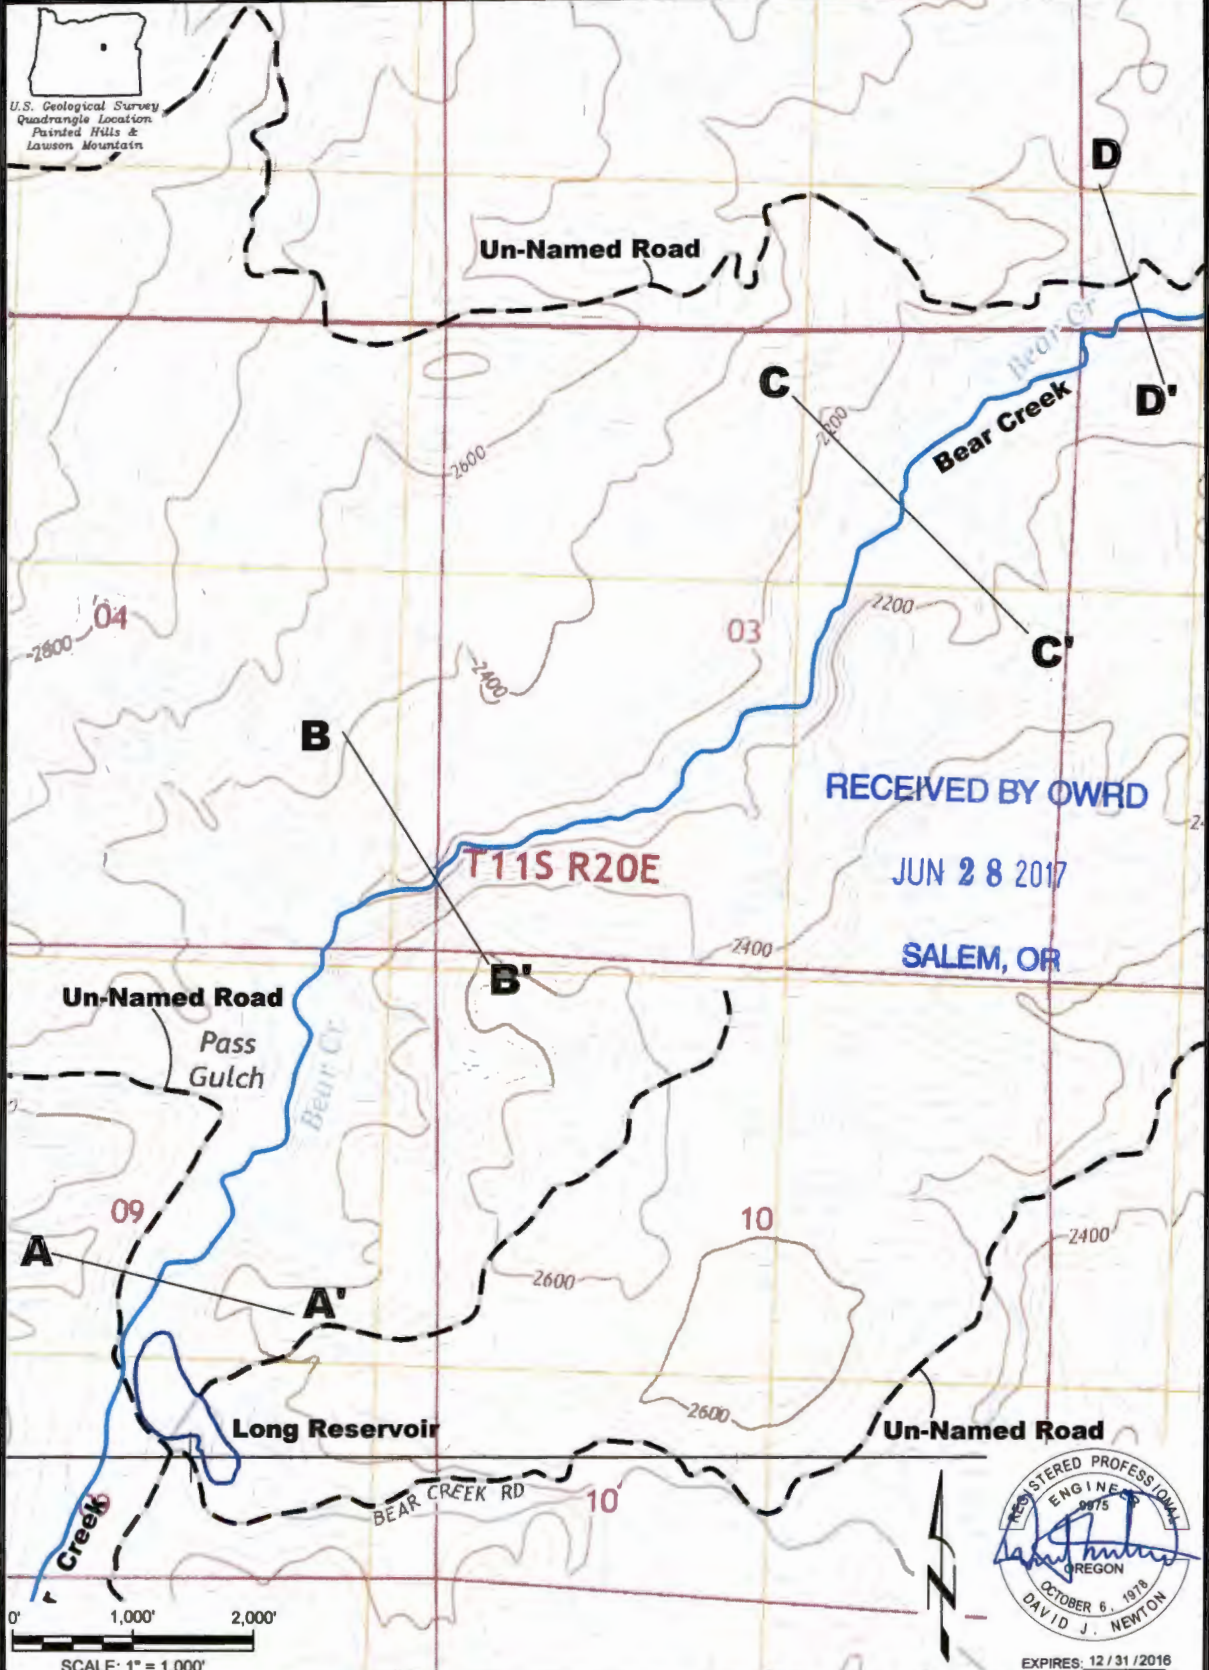 U.S. Geological Survey
Quadrangle Location
Painted Hills &
Lawson Mountain
D
Un-Named Road
Bear Cr
C
D'
2200
Bear Creek
2600
04
2200
03
2800
C'
2400
B
RECEIVED BY OWRD
T11S R20E
JUN 28 2017
2400
SALEM, OR
B'
Un-Named Road
Pass
Gulch
Bear Cr
09
10
2400
A
2600
A'
2600
Long Reservoir
Un-Named Road
BEAR CREEK RD
10
Creek
N
REGISTERED PROFESSIONAL
ENGINEER
9975
OREGON
OCTOBER 6, 1978
DAVID J. NEWTON
0' 1,000' 2,000'
SCALE: 1" = 1,000'
EXPIRES: 12/31/2016